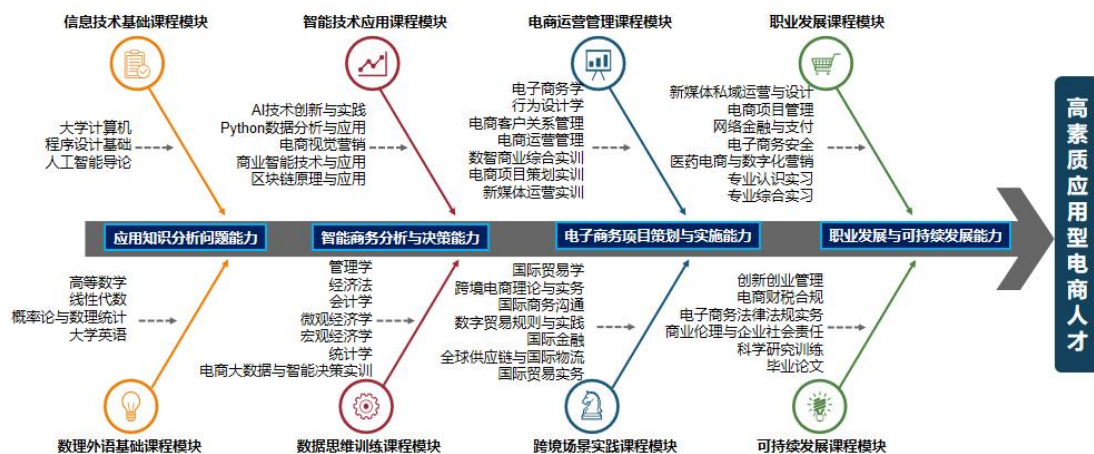 信息技术基础课程模块
智能技术应用课程模块
电商运营管理课程模块
职业发展课程模块
大学计算机
程序设计基础
人工智能导论
AI技术创新与实践
Python数据分析与应用
电商视觉营销
商业智能技术与应用
区块链原理与应用
电子商务学
行为设计学
电商客户关系管理
电商运营管理
数智商业综合实训
电商项目策划实训
新媒体运营实训
新媒体私域运营与设计
电商项目管理
网络金融与支付
电子商务安全
医药电商与数字化营销
专业认识实习
专业综合实习
应用知识分析问题能力
智能商务分析与决策能力
电子商务项目策划与实施能力
职业发展与可持续发展能力
高素质应用型电商人才
高等数学
线性代数
概率论与数理统计
大学英语
管理学
经济法
会计学
微观经济学
宏观经济学
统计学
电商大数据与智能决策实训
国际贸易学
跨境电商理论与实务
国际商务沟通
数字贸易规则与实践
国际金融
全球供应链与国际物流
国际贸易实务
创新创业管理
电商财税合规
电子商务法律法规实务
商业伦理与企业社会责任
科学研究训练
毕业论文
数理外语基础课程模块
数据思维训练课程模块
跨境场景实践课程模块
可持续发展课程模块